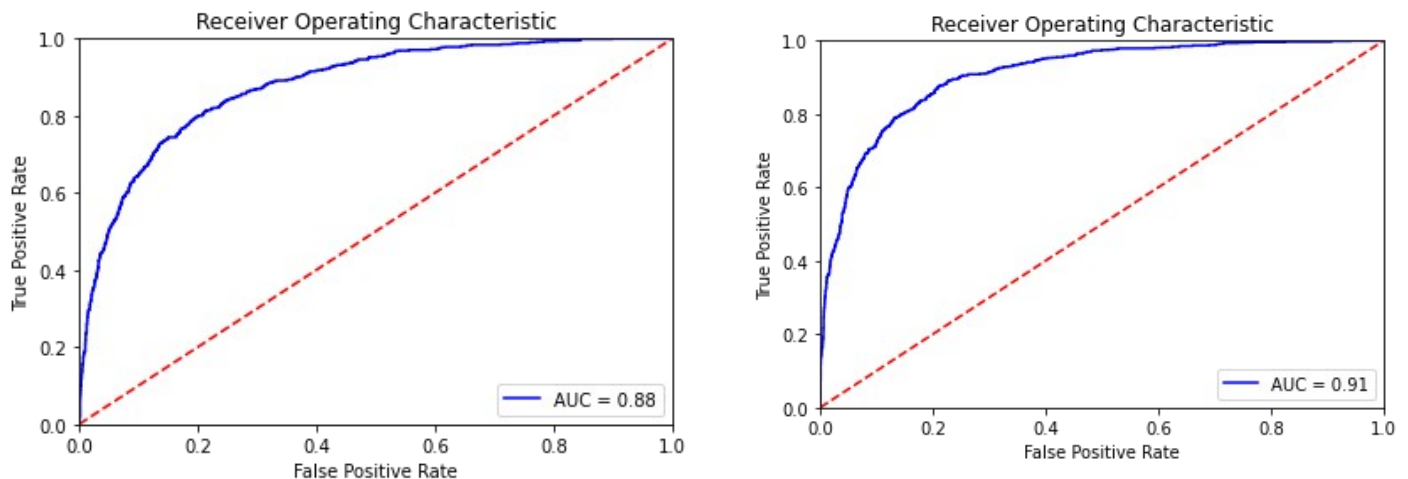 Receiver Operating Characteristic
1.0
0.8
0.6
0.4
0.2
0.0
True Positive Rate
AUC = 0.88
0.0 0.2 0.4 0.6 0.8 1.0
False Positive Rate
Receiver Operating Characteristic
1.0
0.8
0.6
0.4
0.2
0.0
True Positive Rate
AUC = 0.91
0.0 0.2 0.4 0.6 0.8 1.0
False Positive Rate